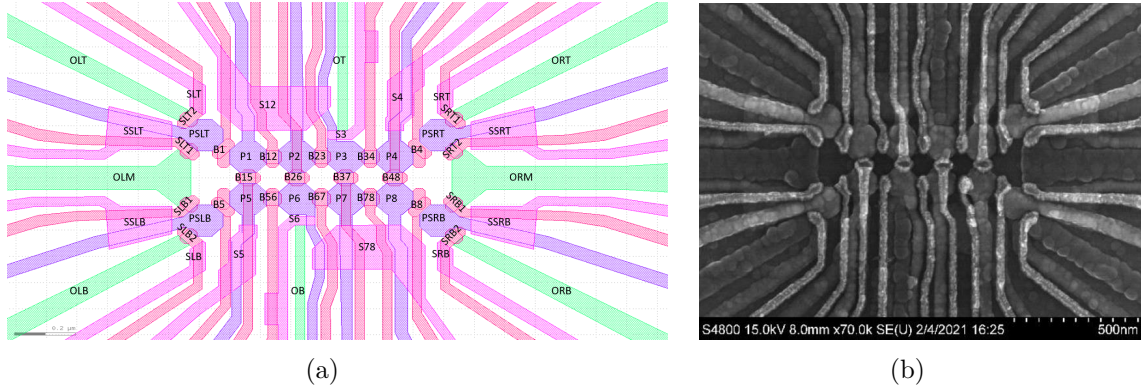 OLT
OT
ORT
SLT
S12
S4
SRT
SLT2
SRT1
SSLT
PSLT
S3
PSRT
SSRT
SLT1
SRT2
B1
P1
B12
P2
B23
P3
B34
P4
B4
OLM
B15
B26
B37
B48
ORM
SLB1
B5
P5
B56
P6
B67
P7
B78
P8
B8
SRB1
SSLB
PSLB
S6
PSRB
SSRB
SLB2
SRB2
SLB
S5
S78
SRB
OLB
OB
ORB
0.2 μm
S4800 15.0kV 8.0mm x70.0k SE(U) 2/4/2021 16:25
500nm
(a)
(b)